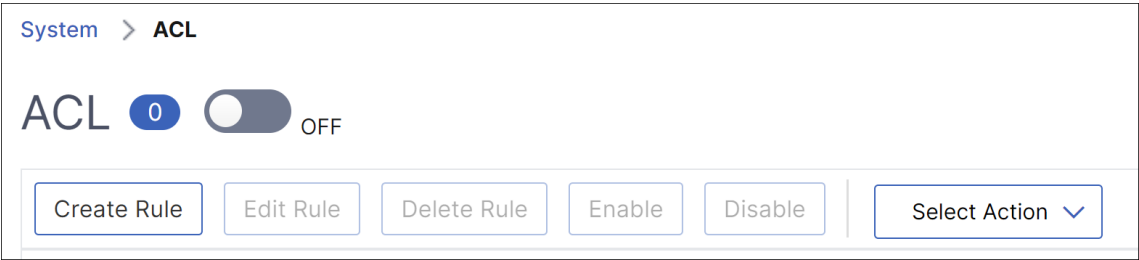 System > ACL
ACL 0 OFF
Create Rule Edit Rule Delete Rule Enable Disable Select Action